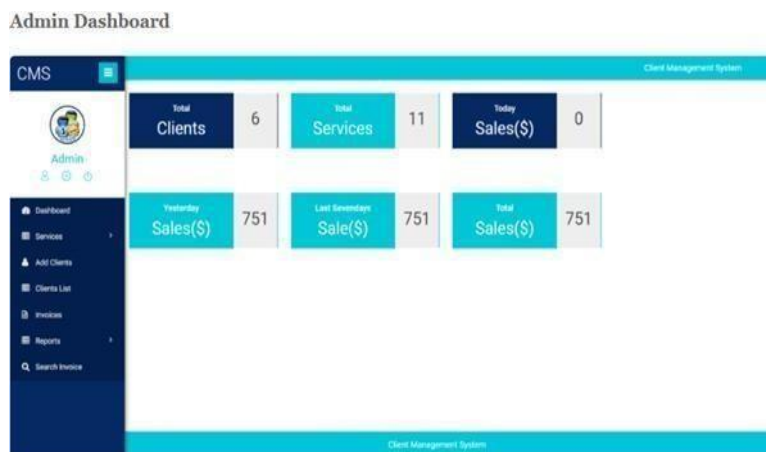 Admin Dashboard
CMS
Client Management System
Admin
Dashboard
Services
Add Clients
Clients List
Invoices
Reports
Search Invoice
Total
Clients
6
Total
Services
11
Today
Sales($)
0
Yesterday
Sales($)
751
Last Sevendays
Sale($)
751
Total
Sales($)
751
Client Management System